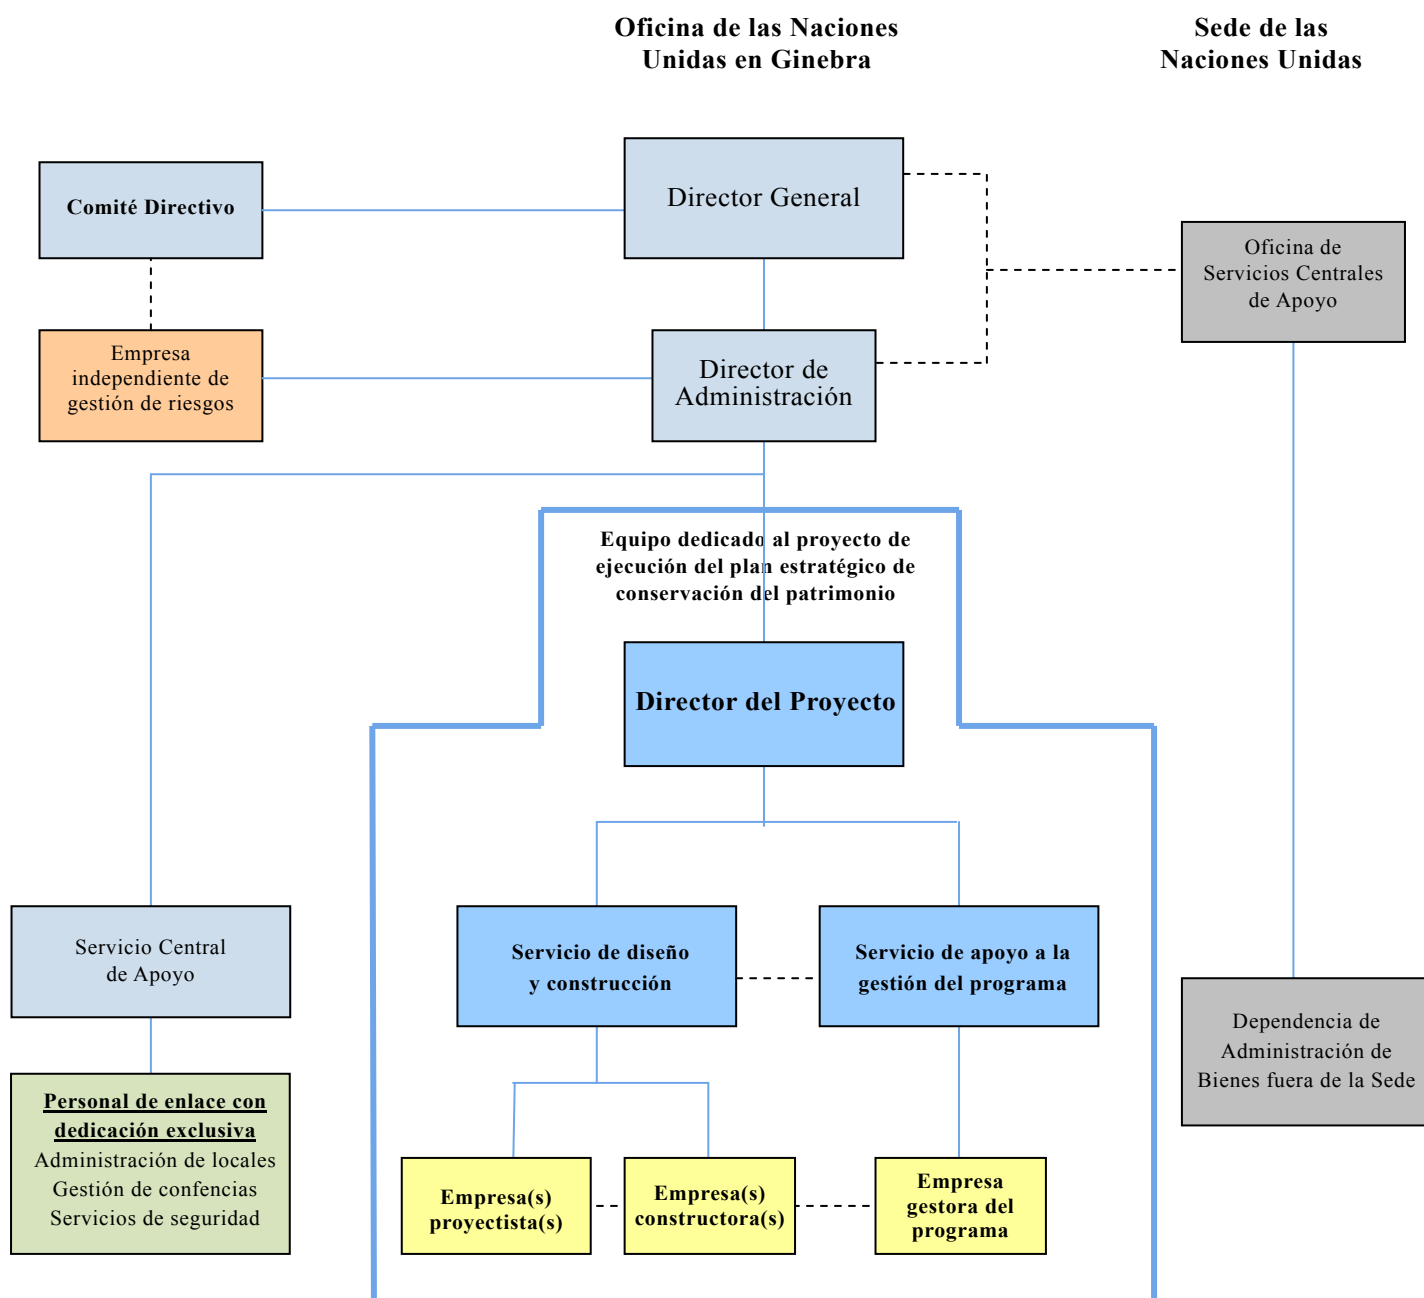 Oficina de las Naciones
Unidas en Ginebra
Sede de las
Naciones Unidas
Comité Directivo
Director General
Oficina de
Servicios Centrales
de Apoyo
Empresa
independiente de
gestión de riesgos
Director de
Administración
Equipo dedicado al proyecto de
ejecución del plan estratégico de
conservación del patrimonio
Director del Proyecto
Servicio Central
de Apoyo
Servicio de diseño
y construcción
Servicio de apoyo a la
gestión del programa
Dependencia de
Administración de
Bienes fuera de la Sede
Personal de enlace con
dedicación exclusiva
Administración de locales
Gestión de confencias
Servicios de seguridad
Empresa(s)
proyectista(s)
Empresa(s)
constructora(s)
Empresa
gestora del
programa